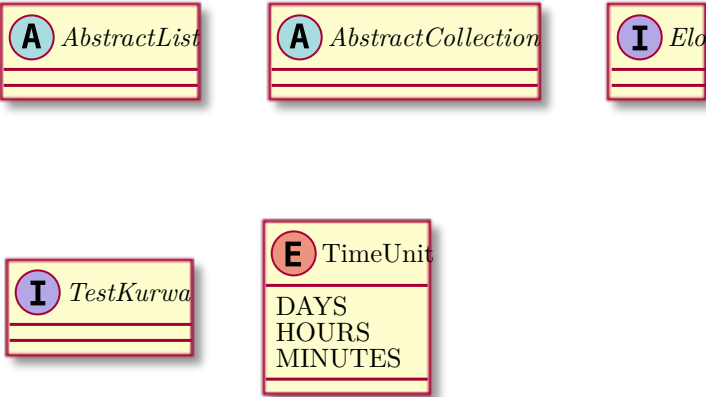 A AbstractList
A AbstractCollection
I Elo
I TestKurwa
E TimeUnit
DAYS
HOURS
MINUTES